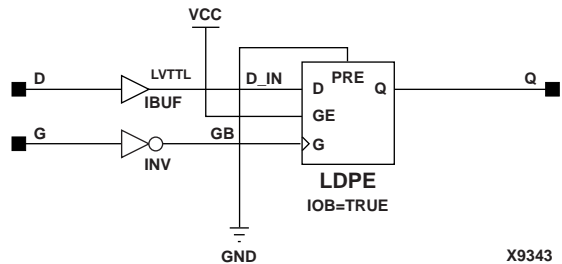 VCC
D
LVTTL
IBUF
D_IN
PRE
D
Q
GE
G
Q
G
INV
GB
LDPE
IOB=TRUE
GND
X9343